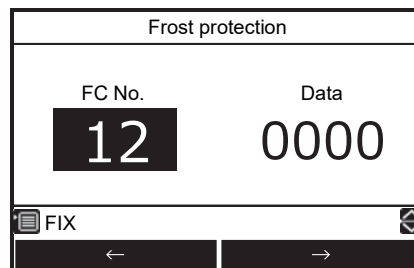 Frost protection
FC No. Data
12 0000
FIX
← →